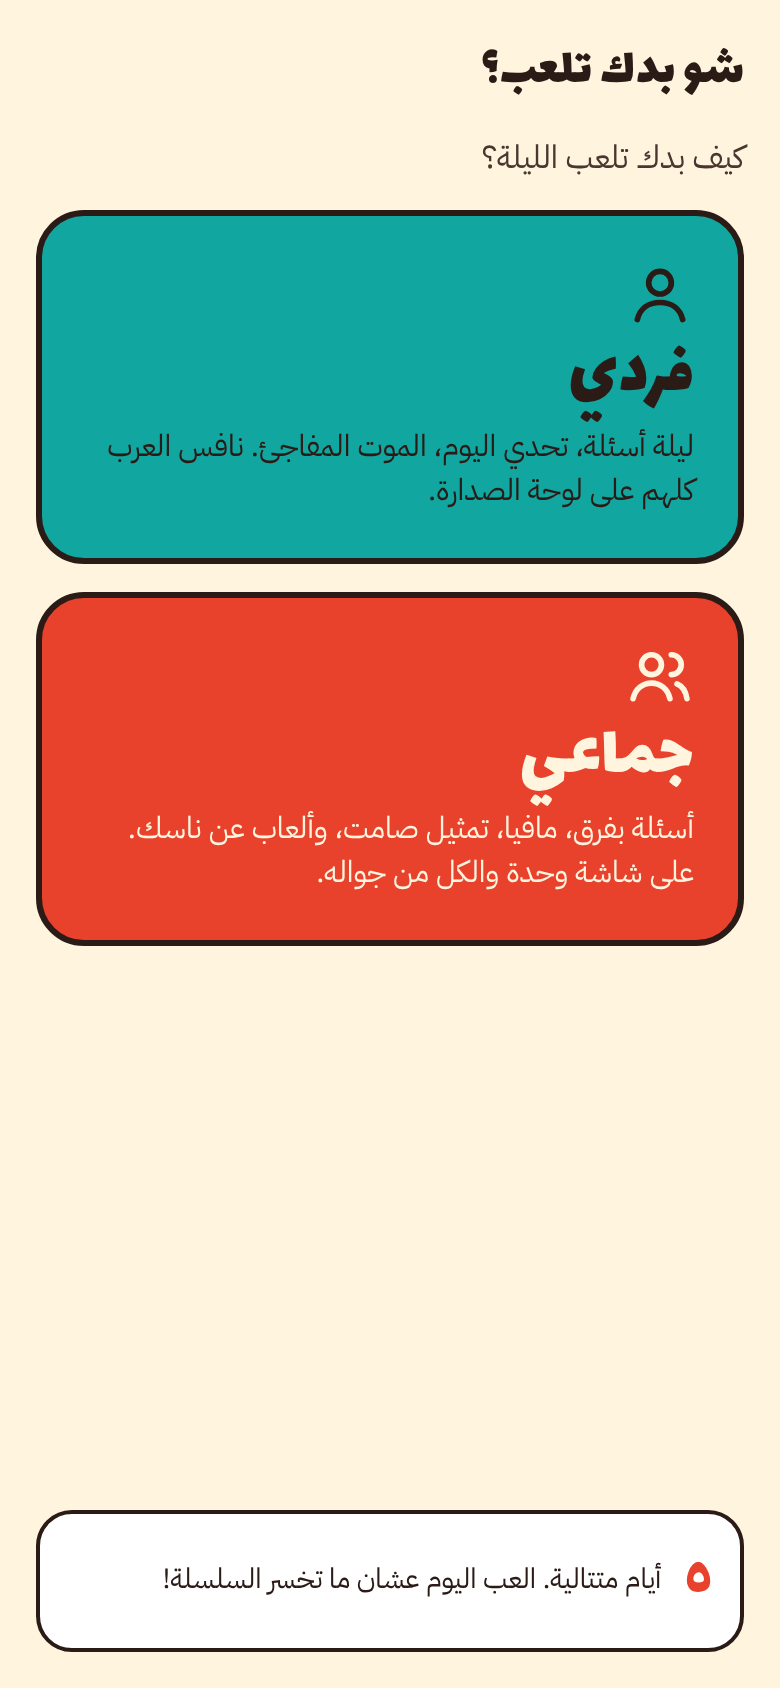 شو بدك تلعب؟
كيف بدك تلعب الليلة؟
فردي
ليلة أسئلة، تحدي اليوم، الموت المفاجئ. نافس العرب
كلهم على لوحة الصدارة.
جماعي
أسئلة بفرق، مافيا، تمثيل صامت، وألعاب عن ناسك.
على شاشة وحدة والكل من جواله.
٥ أيام متتالية. العب اليوم عشان ما تخسر السلسلة!